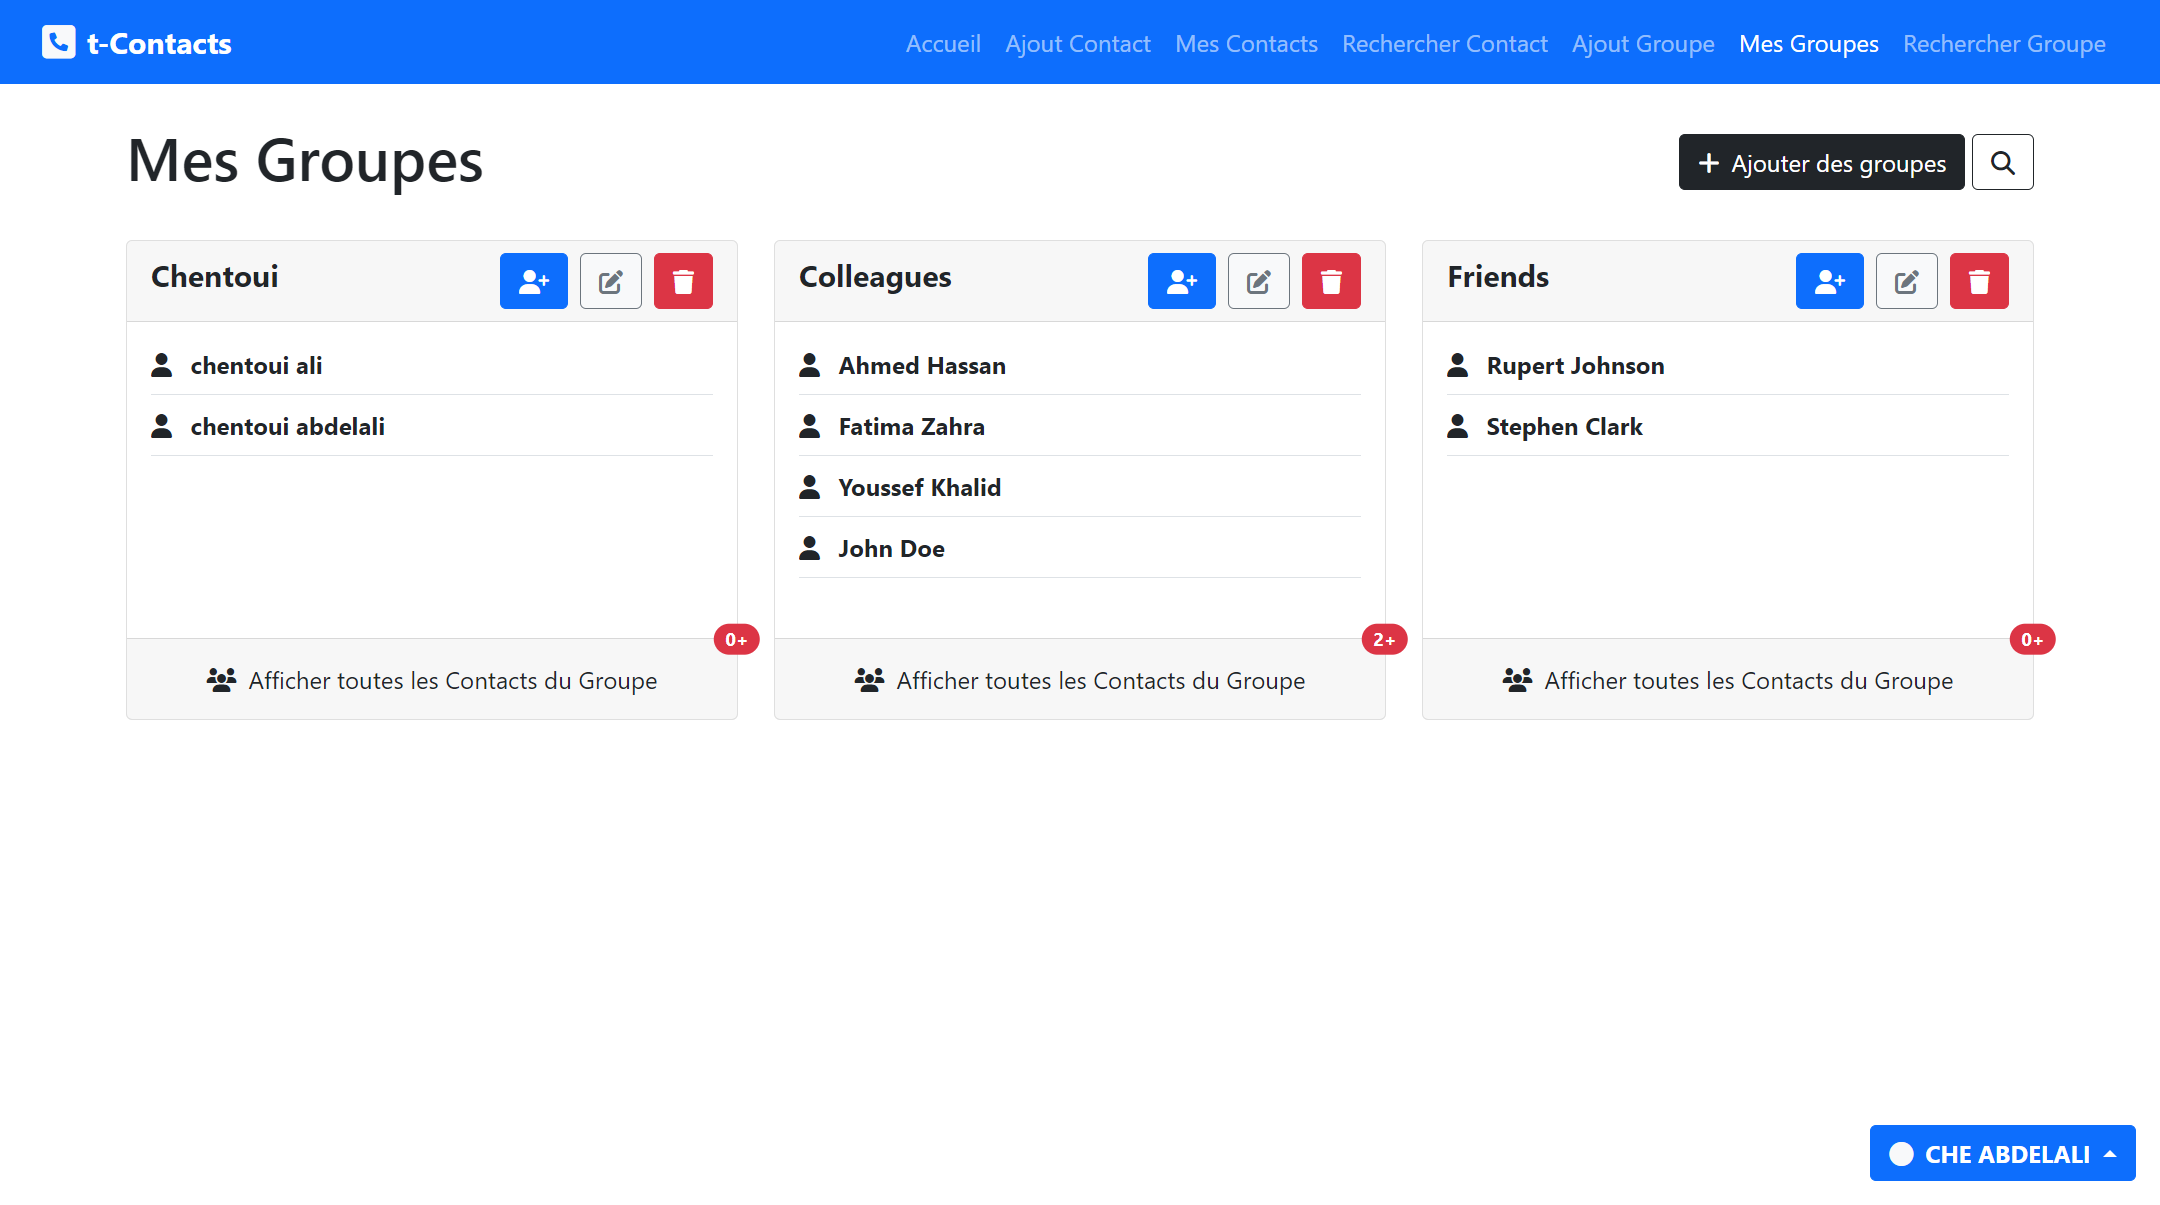 t-Contacts Accueil Ajout Contact Mes Contacts Rechercher Contact Ajout Groupe Mes Groupes Rechercher Groupe
Mes Groupes
Ajouter des groupes
Chentoui
chentoui ali
chentoui abdelali
0+
Afficher toutes les Contacts du Groupe
Colleagues
Ahmed Hassan
Fatima Zahra
Youssef Khalid
John Doe
2+
Afficher toutes les Contacts du Groupe
Friends
Rupert Johnson
Stephen Clark
0+
Afficher toutes les Contacts du Groupe
CHE ABDELALI